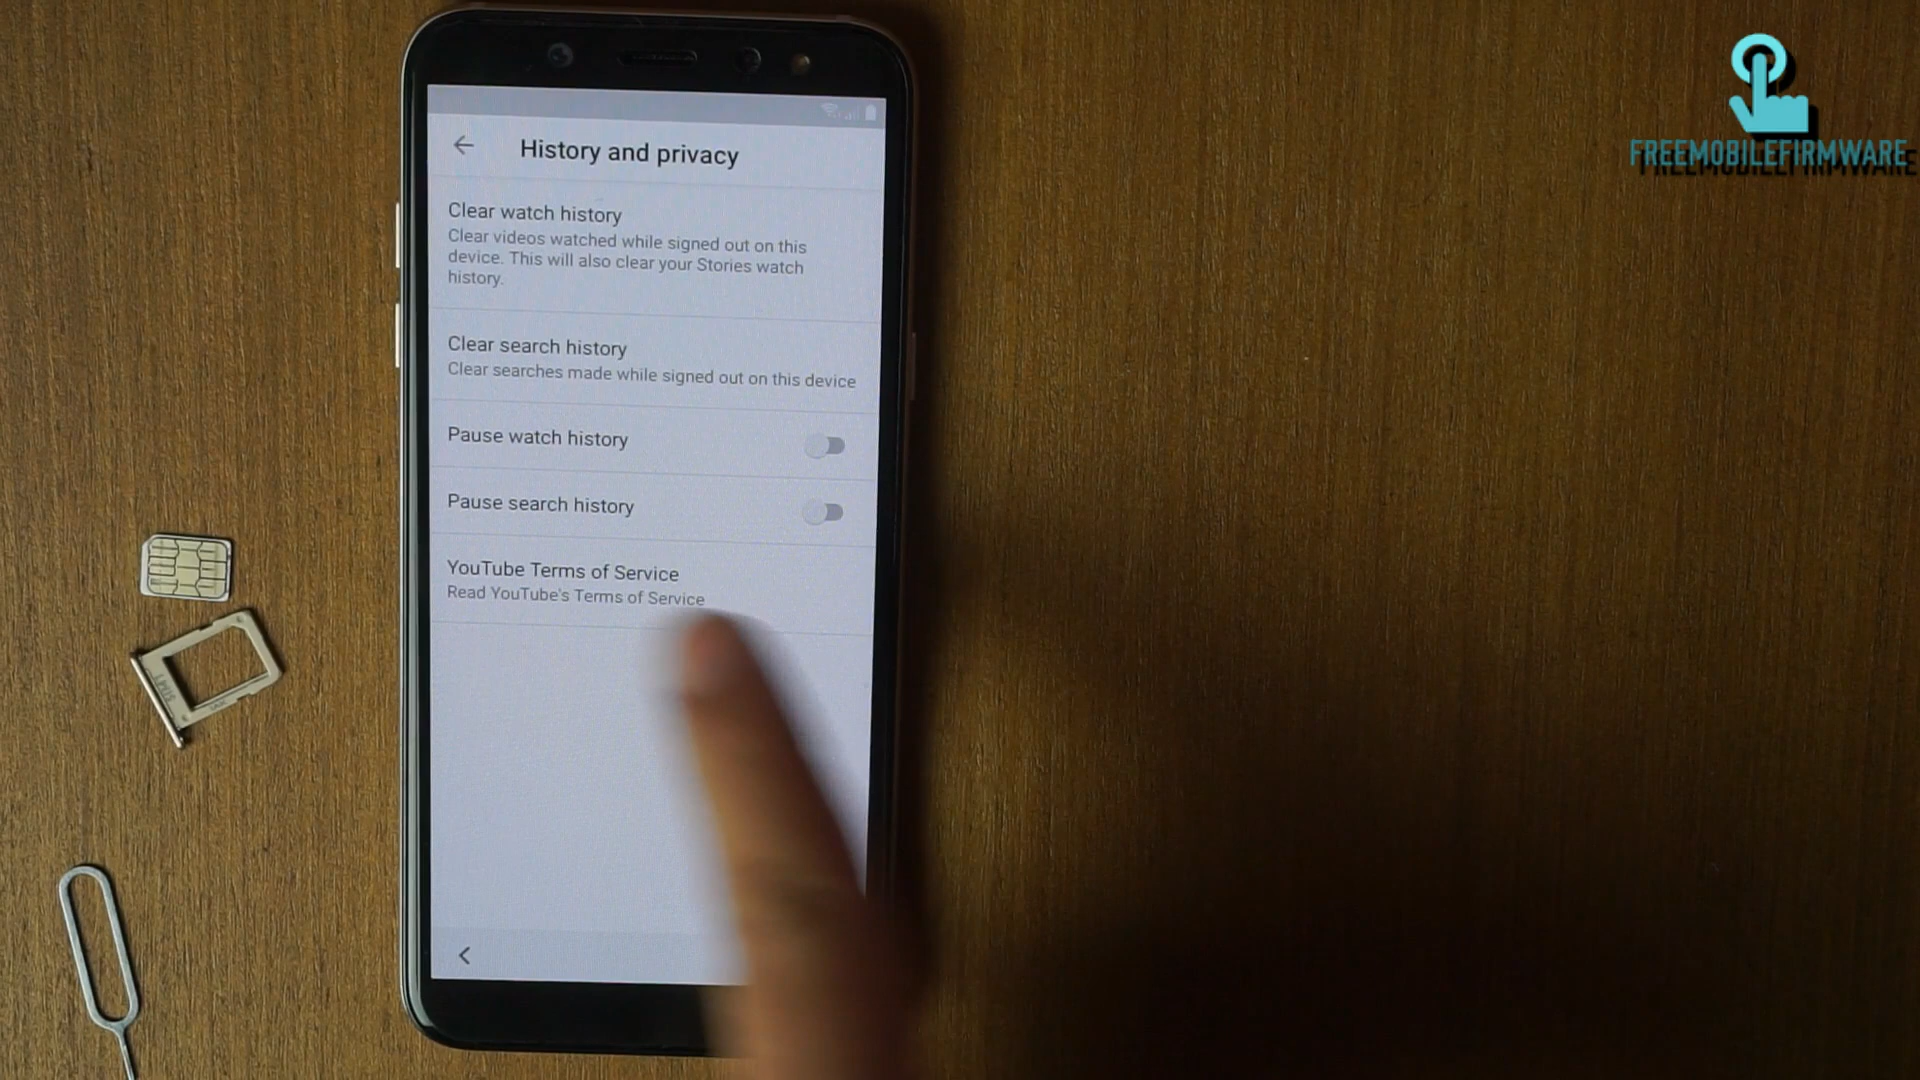 FREEMOBILEFIRMWARE
History and privacy
Clear watch history
Clear videos watched while signed out on this
device. This will also clear your Stories watch
history.
Clear search history
Clear searches made while signed out on this device
Pause watch history
Pause search history
YouTube Terms of Service
Read YouTube's Terms of Service